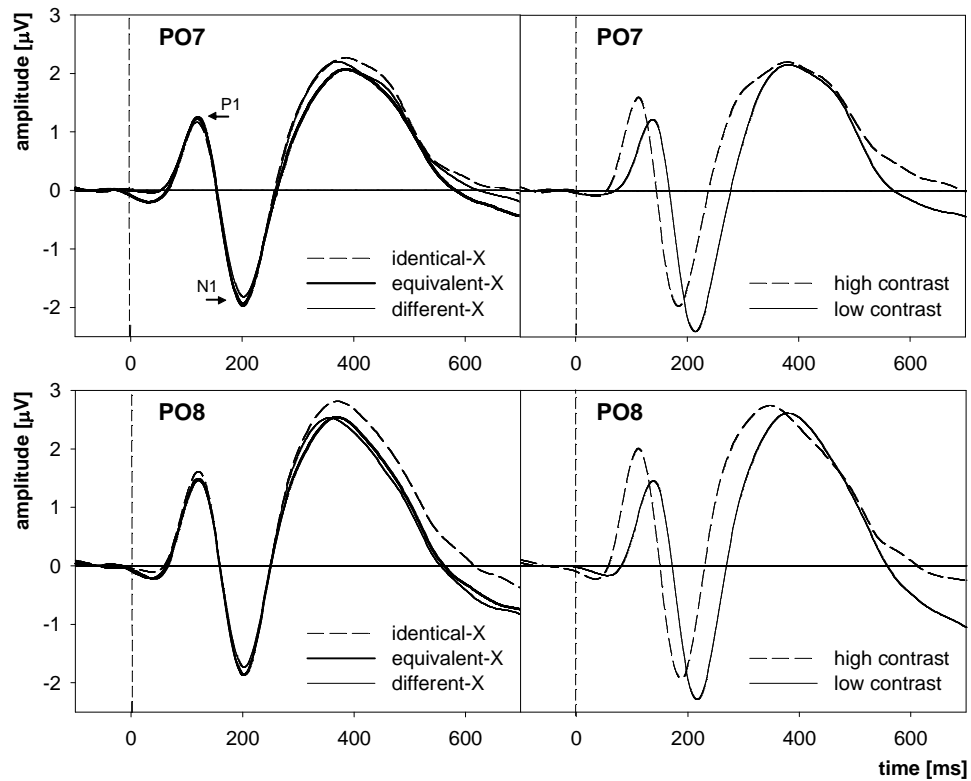 3
2
1
0
-1
-2
amplitude [µV]
PO7
P1
N1
identical-X
equivalent-X
different-X
0 200 400 600
PO7
high contrast
low contrast
0 200 400 600
3
2
1
0
-1
-2
amplitude [µV]
PO8
identical-X
equivalent-X
different-X
0 200 400 600
PO8
high contrast
low contrast
0 200 400 600
time [ms]